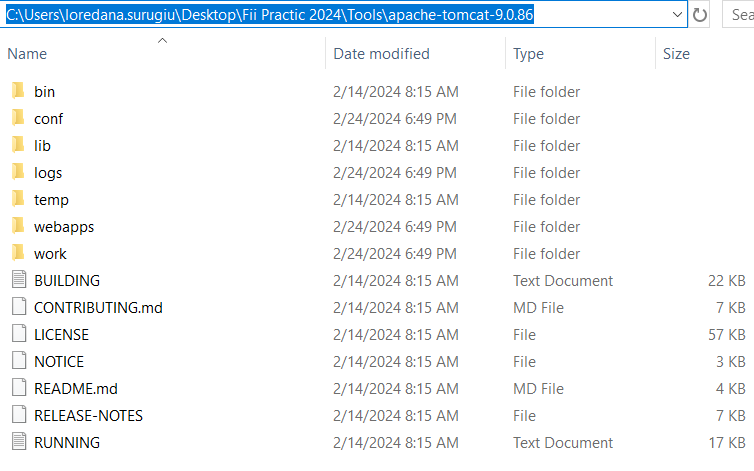 C:\Users\loredana.surugiu\Desktop\Fii Practic 2024\Tools\apache-tomcat-9.0.86 Sea
Name Date modified Type Size
bin 2/14/2024 8:15 AM File folder
conf 2/24/2024 6:49 PM File folder
lib 2/14/2024 8:15 AM File folder
logs 2/24/2024 6:49 PM File folder
temp 2/14/2024 8:15 AM File folder
webapps 2/24/2024 6:49 PM File folder
work 2/24/2024 6:49 PM File folder
BUILDING 2/14/2024 8:15 AM Text Document 22 KB
CONTRIBUTING.md 2/14/2024 8:15 AM MD File 7 KB
LICENSE 2/14/2024 8:15 AM File 57 KB
NOTICE 2/14/2024 8:15 AM File 3 KB
README.md 2/14/2024 8:15 AM MD File 4 KB
RELEASE-NOTES 2/14/2024 8:15 AM File 7 KB
RUNNING 2/14/2024 8:15 AM Text Document 17 KB